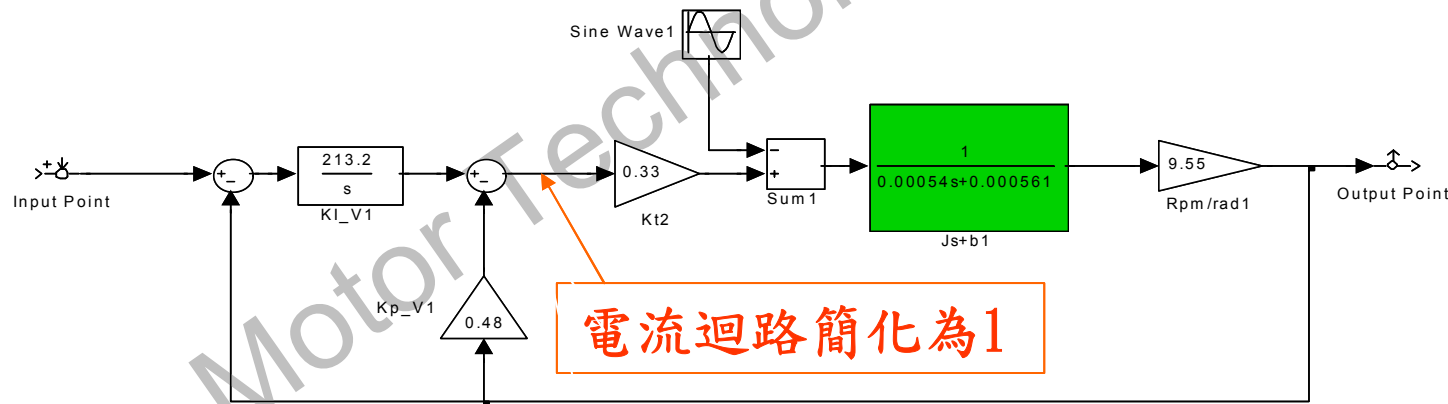 Motor Techno
Sine Wave1
+
-
213.2
s
+
-
0.33
-
+
1
0.00054s+0.000561
9.55
Input Point
KI_V1
Kt2
Sum1
Js+b1
Rpm/rad1
Output Point
Kp_V1
0.48
電流迴路簡化為1